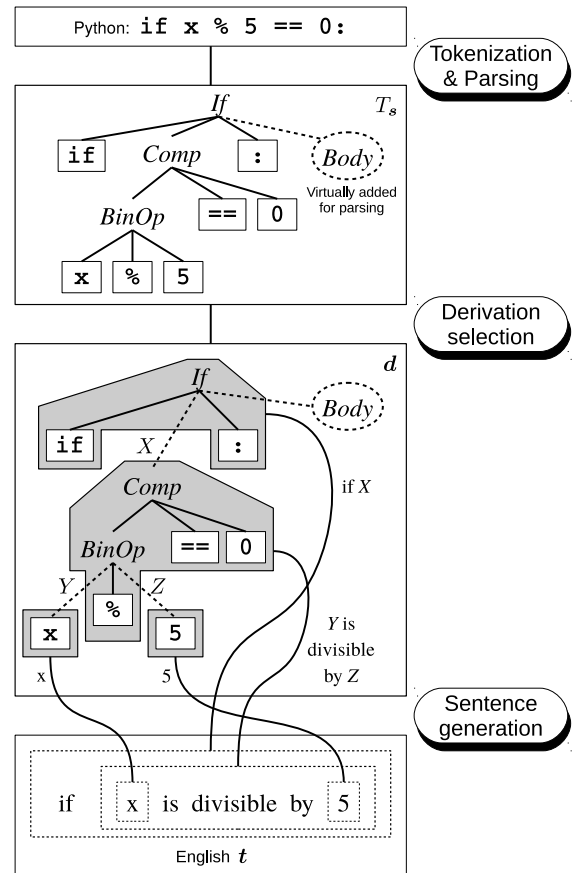 Python: if x % 5 == 0:
Tokenization
& Parsing
If
T_s
if
Comp
:
Body
Virtually added
for parsing
BinOp
==
0
x
%
5
Derivation
selection
d
If
Body
if
X
:
if X
Comp
BinOp
==
0
Y
%
Z
x
5
Y is
divisible
by Z
x
5
Sentence
generation
if x is divisible by 5
English t